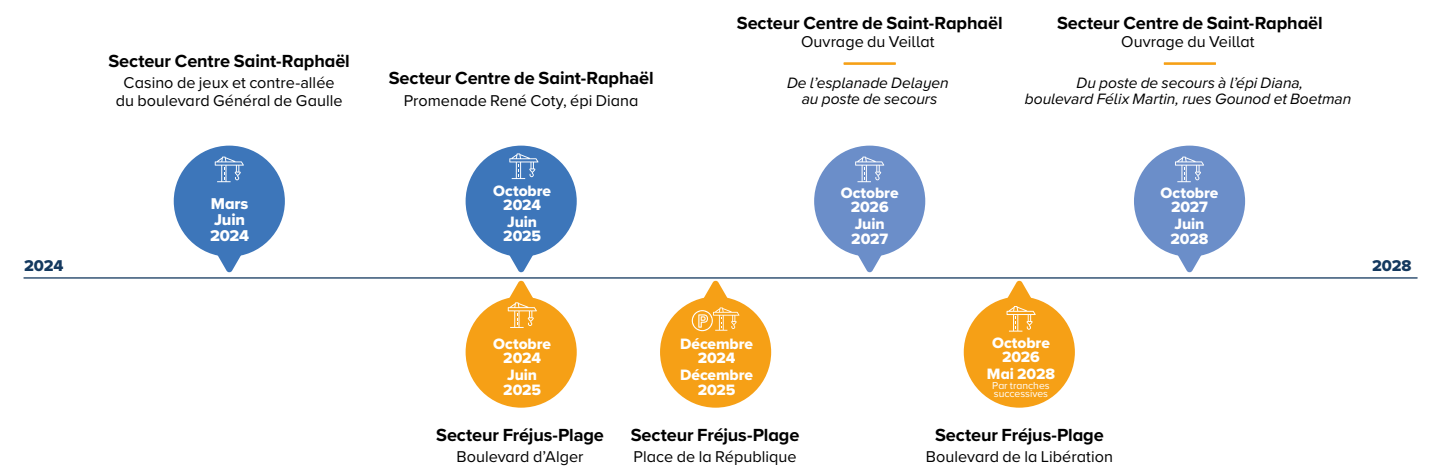 Secteur Centre Saint-Raphaël
Casino de jeux et contre-allée
du boulevard Général de Gaulle
Secteur Centre de Saint-Raphaël
Promenade René Coty, épi Diana
Secteur Centre de Saint-Raphaël
Ouvrage du Veillat
De l'esplanade Delayen
au poste de secours
Secteur Centre de Saint-Raphaël
Ouvrage du Veillat
Du poste de secours à l'épi Diana,
boulevard Félix Martin, rues Gounod et Boetman
Mars
Juin
2024
Octobre
2024
Juin
2025
Octobre
2026
Juin
2027
Octobre
2027
Juin
2028
2024
2028
Octobre
2024
Juin
2025
P
Décembre
2024
Décembre
2025
Octobre
2026
Mai 2028
Par tranches
successives
Secteur Fréjus-Plage
Boulevard d'Alger
Secteur Fréjus-Plage
Place de la République
Secteur Fréjus-Plage
Boulevard de la Libération